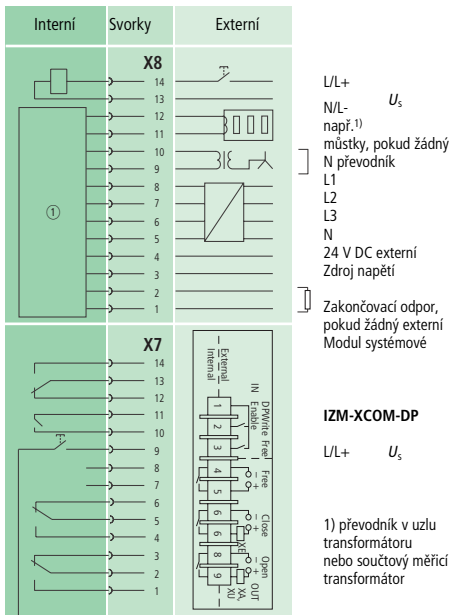 Interní Svorky Externí
X8
14
13
12
11
10
9
8
7
6
5
4
3
2
1
①
L/L+
N/L- Us
např.1)
můstky, pokud žádný
N převodník
L1
L2
L3
N
24 V DC externí
Zdroj napětí
Zakončovací odpor,
pokud žádný externí
Modul systémové
X7
14
13
12
11
10
9
8
7
6
5
4
3
2
1
External
Internal
IN
DPWrite
Enable
Free
1
2
3
4
5
6
6
8
9
Free
- +
Close
- +
Open
- +
OUT
XE
XA,
XU
IZM-XCOM-DP
L/L+ Us
1) převodník v uzlu
transformátoru
nebo součtový měřicí
transformátor